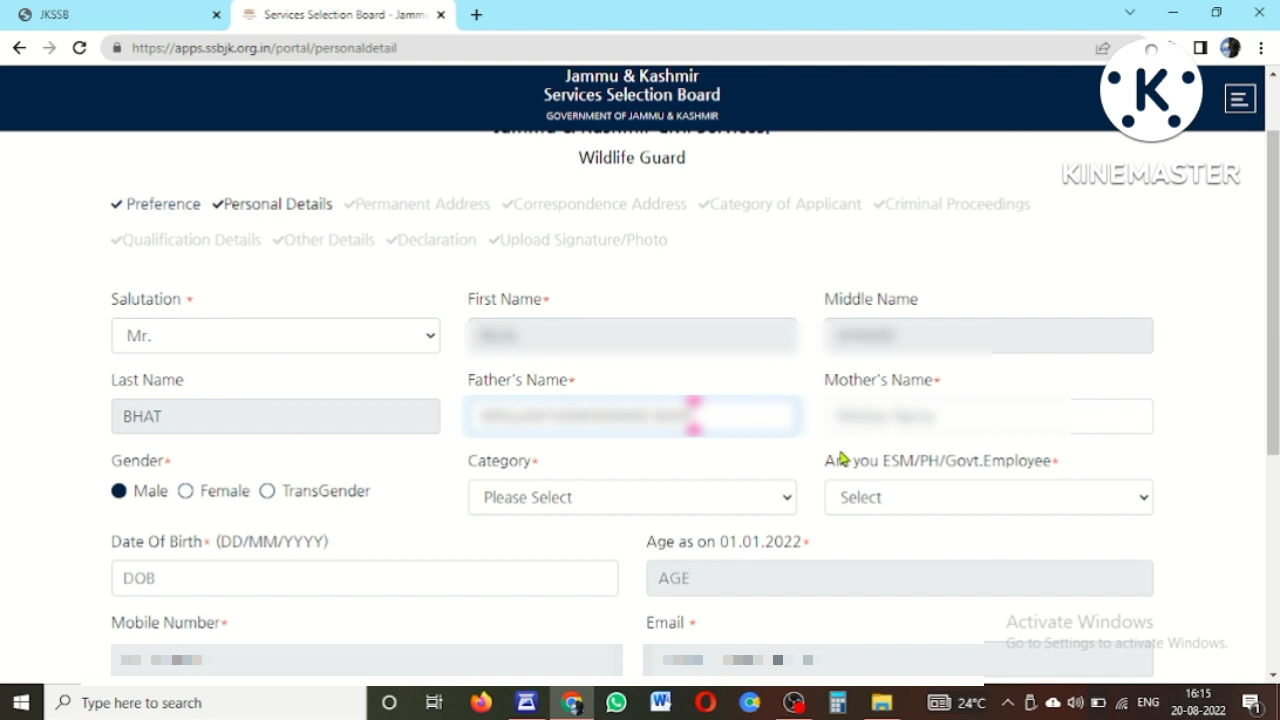 JKSSB
Services Selection Board - Jammu
https://apps.ssbjk.org.in/portal/personaldetail
Jammu & Kashmir
Services Selection Board
GOVERNMENT OF JAMMU & KASHMIR
K
KINEMASTER
Jammu & Kashmir Civil Services,
Wildlife Guard
Preference Personal Details Permanent Address Correspondence Address Category of Applicant Criminal Proceedings
Qualification Details Other Details Declaration Upload Signature/Photo
Salutation * First Name* Middle Name
Mr.
Last Name Father's Name* Mother's Name*
BHAT
Gender* Category* Are you ESM/PH/Govt.Employee*
Male Female TransGender Please Select Select
Date Of Birth* (DD/MM/YYYY) Age as on 01.01.2022*
DOB AGE
Mobile Number* Email *
Activate Windows
Go to Settings to activate Windows.
Type here to search
24°C
ENG
16:15
20-08-2022
1